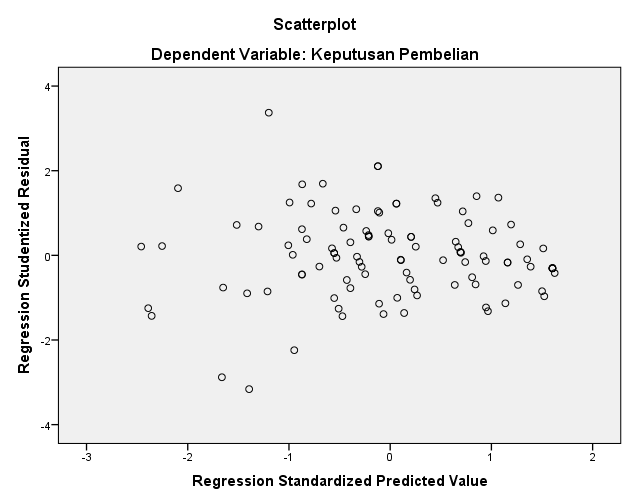 Scatterplot
Dependent Variable: Keputusan Pembelian
Regression Studentized Residual
4
2
0
-2
-4
-3
-2
-1
0
1
2
Regression Standardized Predicted Value